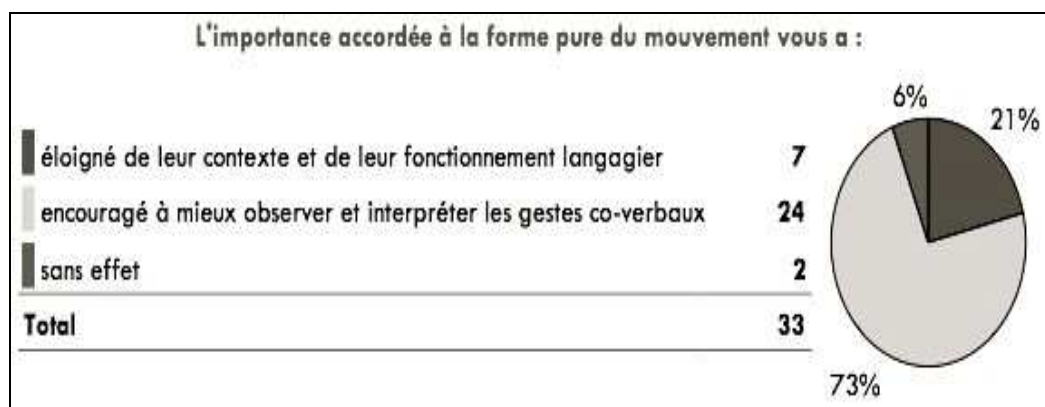 L'importance accordée à la forme pure du mouvement vous a :
éloigné de leur contexte et de leur fonctionnement langagier 7
encouragé à mieux observer et interpréter les gestes co-verbaux 24
sans effet 2
Total 33
6%
21%
73%